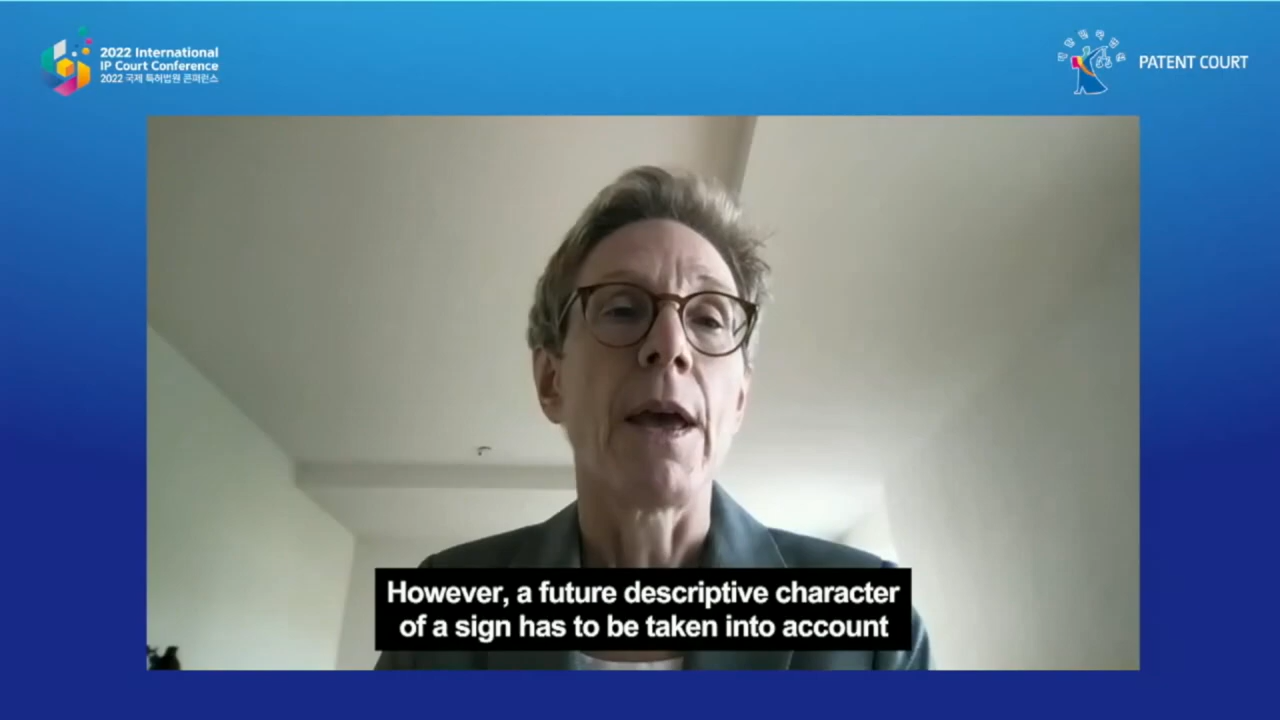 2022 International
IP Court Conference
2022 국제 특허법원 콘퍼런스
PATENT COURT
However, a future descriptive character
of a sign has to be taken into account